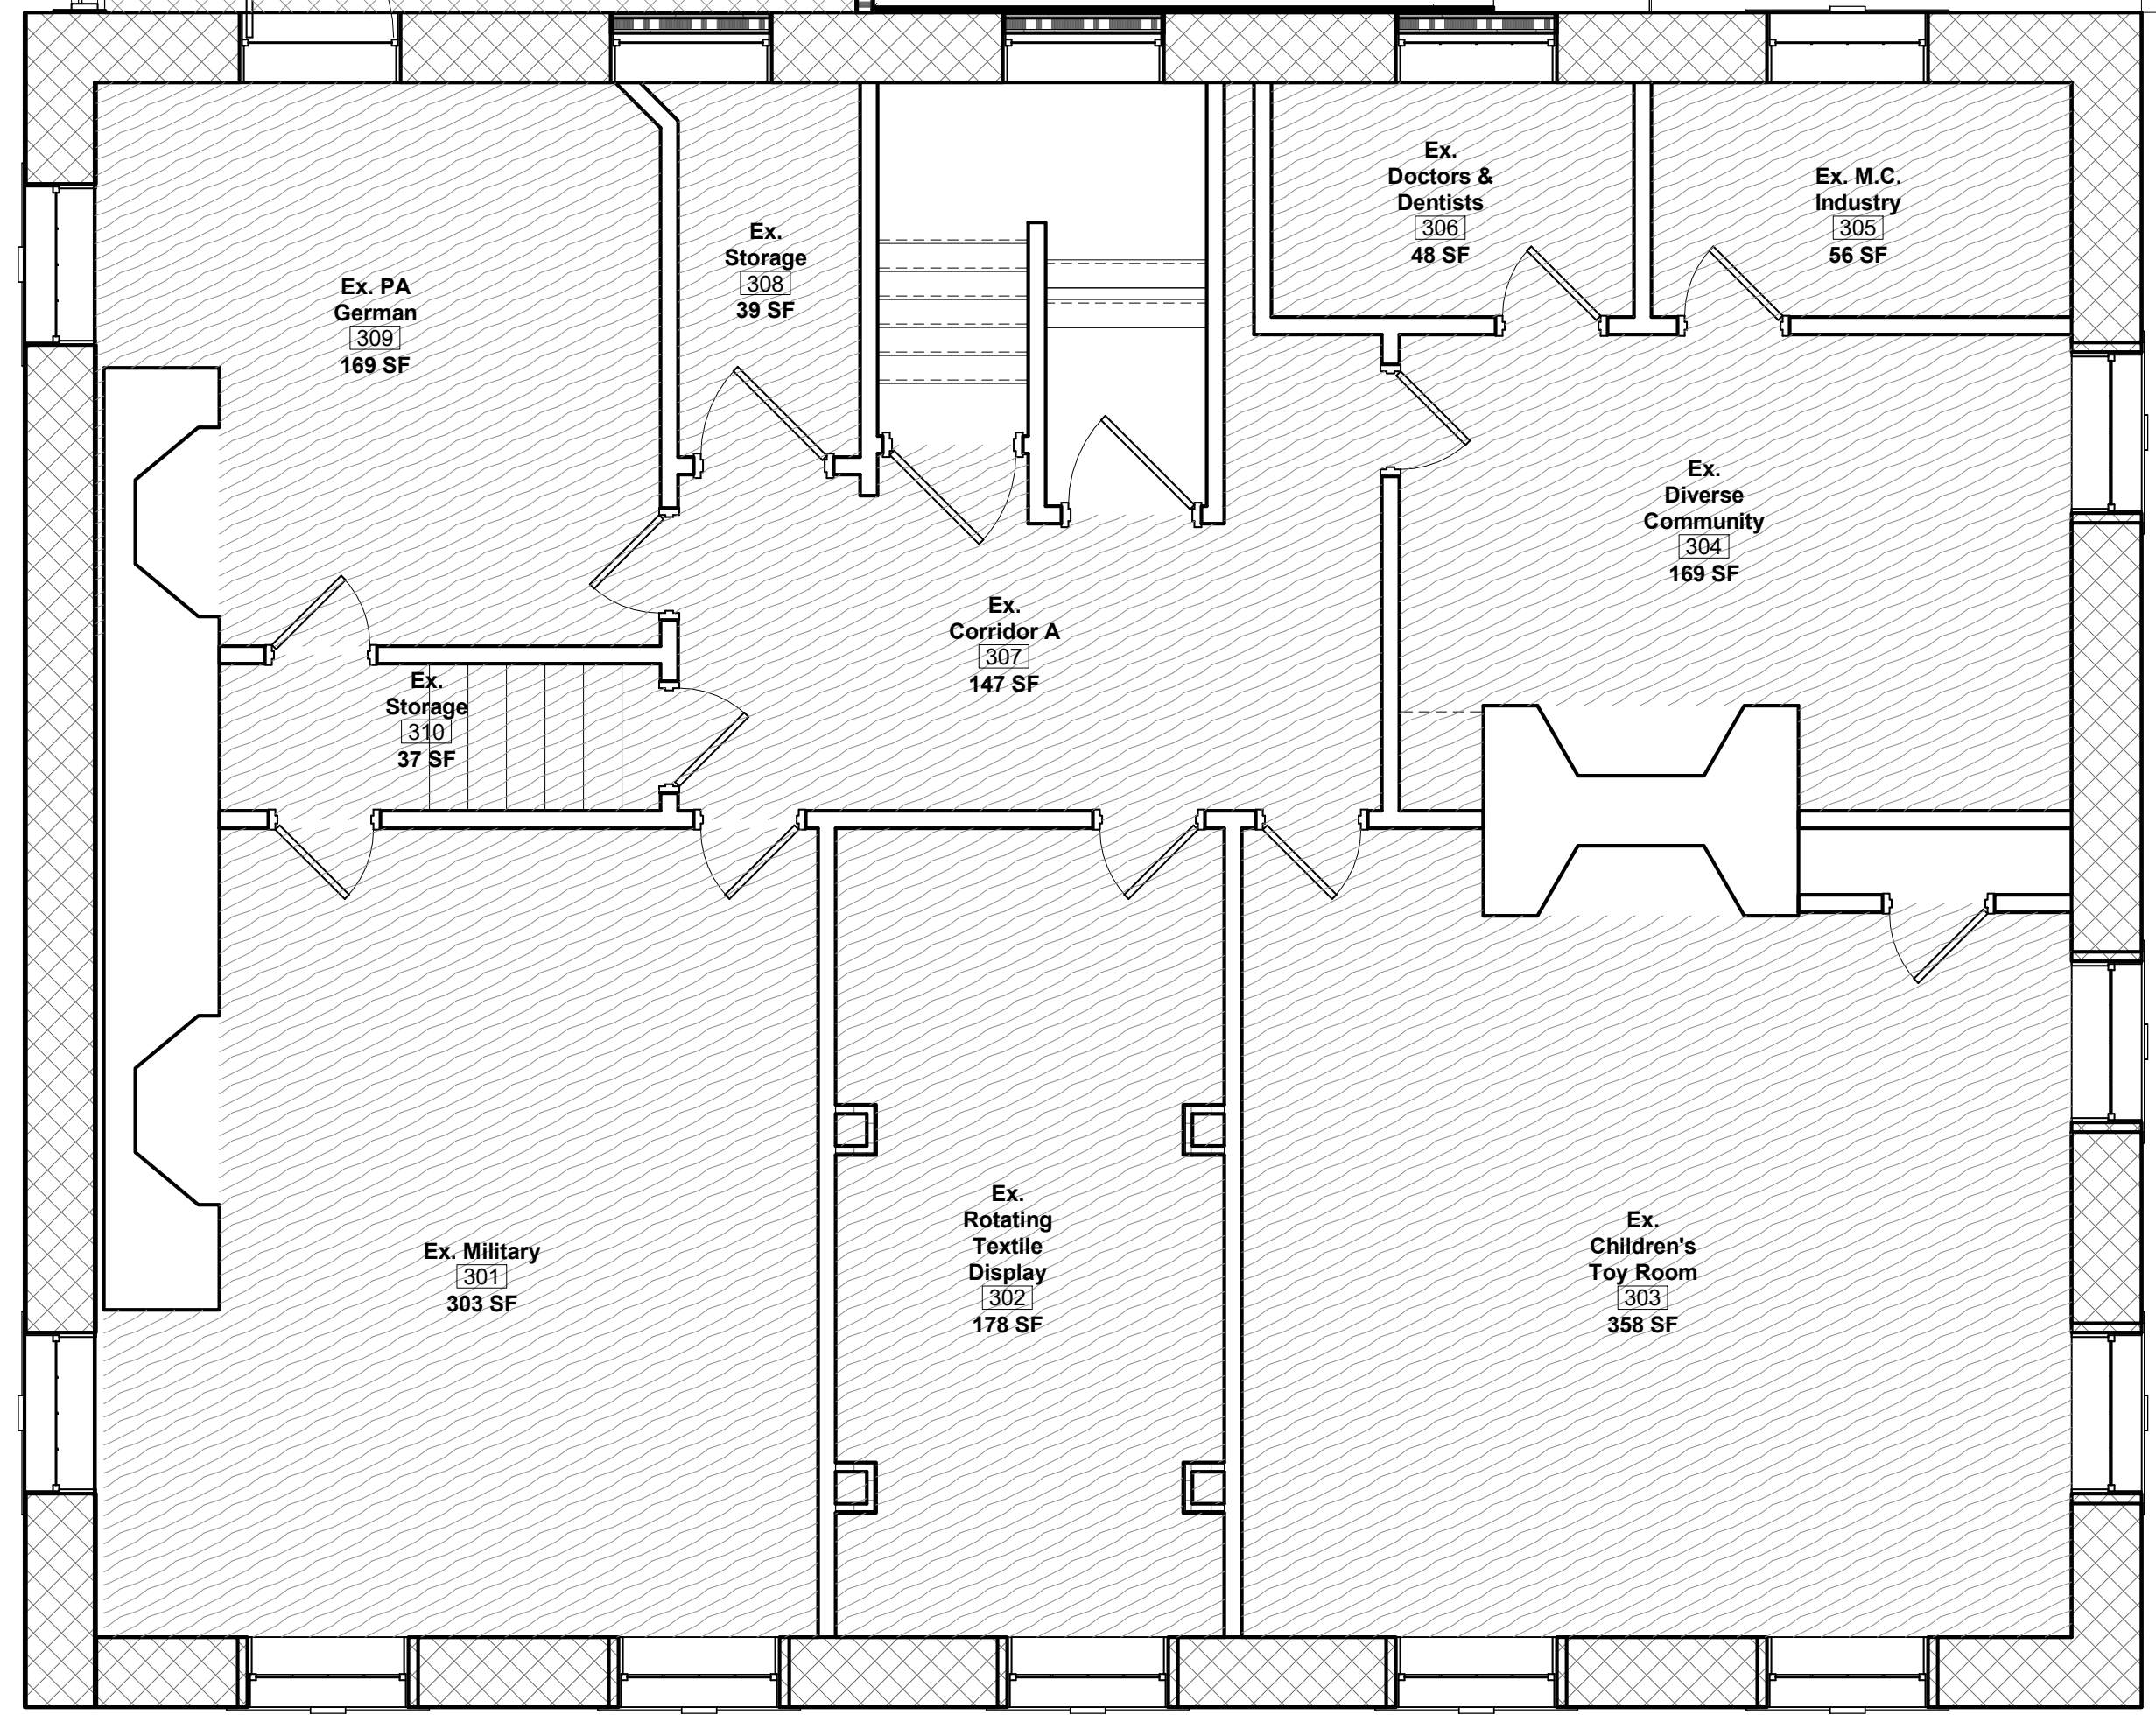 Ex.
Doctors &
Dentists
306
48 SF
Ex. M.C.
Industry
305
56 SF
Ex.
Storage
308
39 SF
Ex. PA
German
309
169 SF
Ex.
Diverse
Community
304
169 SF
Ex.
Corridor A
307
147 SF
Ex.
Storage
310
37 SF
Ex. Military
301
303 SF
Ex.
Rotating
Textile
Display
302
178 SF
Ex.
Children's
Toy Room
303
358 SF